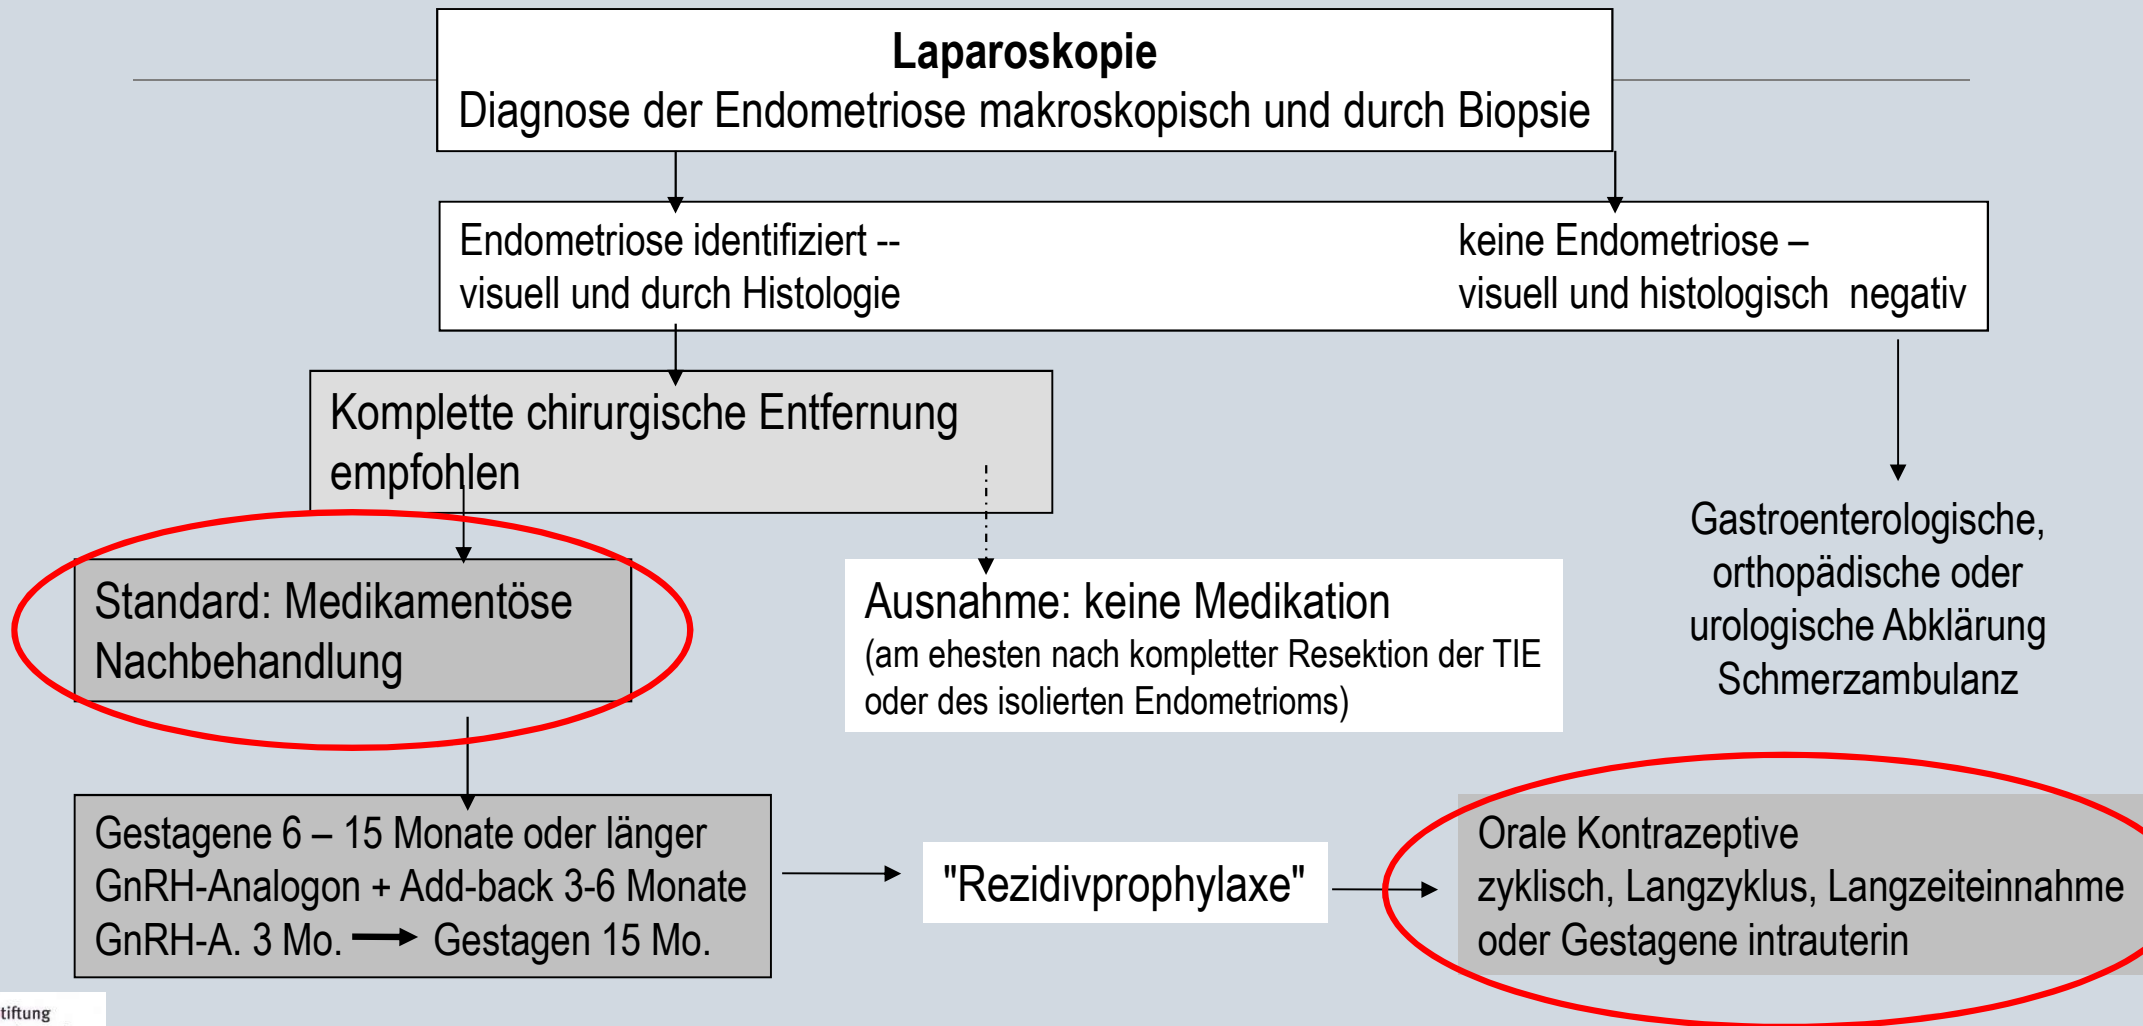 Laparoskopie
Diagnose der Endometriose makroskopisch und durch Biopsie
Endometriose identifiziert --
visuell und durch Histologie
keine Endometriose –
visuell und histologisch negativ
Komplette chirurgische Entfernung
empfohlen
Standard: Medikamentöse
Nachbehandlung
Ausnahme: keine Medikation
(am ehesten nach kompletter Resektion der TIE
oder des isolierten Endometrioms)
Gastroenterologische,
orthopädische oder
urologische Abklärung
Schmerzambulanz
Gestagene 6 – 15 Monate oder länger
GnRH-Analogon + Add-back 3-6 Monate
GnRH-A. 3 Mo. → Gestagen 15 Mo.
"Rezidivprophylaxe"
Orale Kontrazeptive
zyklisch, Langzyklus, Langzeiteinnahme
oder Gestagene intrauterin
tiftung